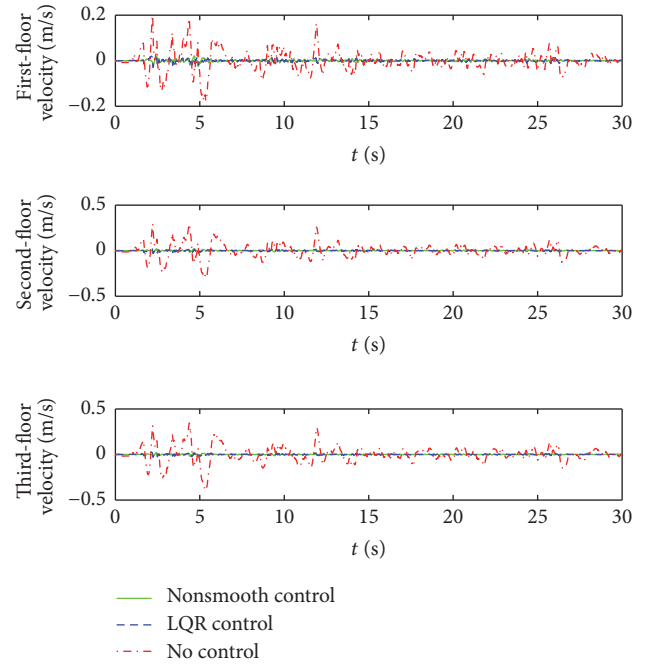 First-floor
velocity (m/s)
0.2
0
−0.2
0 5 10 15 20 25 30
t (s)
Second-floor
velocity (m/s)
0.5
0
−0.5
0 5 10 15 20 25 30
t (s)
Third-floor
velocity (m/s)
0.5
0
−0.5
0 5 10 15 20 25 30
t (s)
Nonsmooth control
LQR control
No control